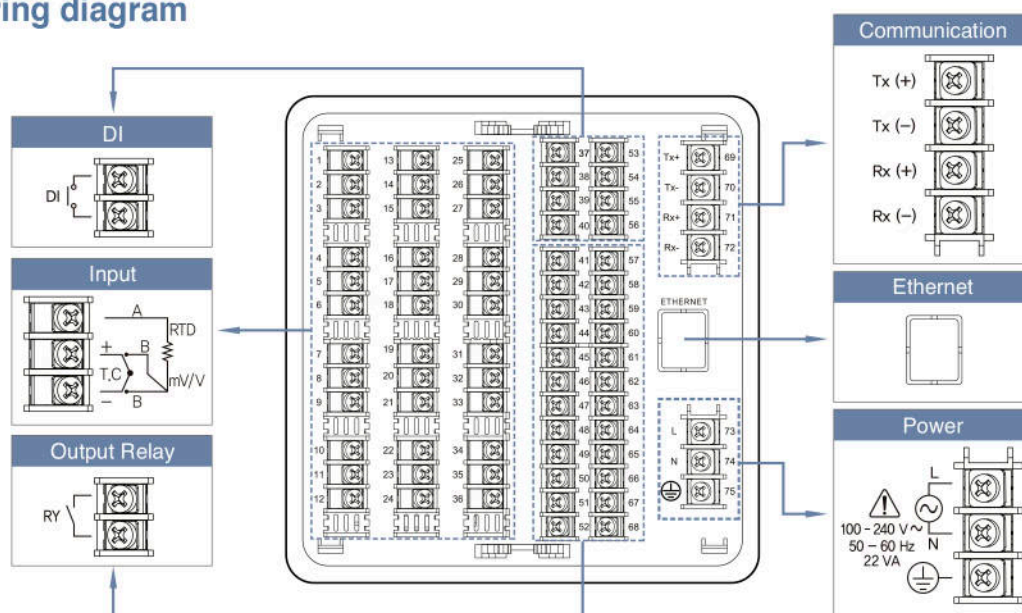 ring diagram
Communication
Tx (+)
Tx (−)
Rx (+)
Rx (−)
DI
DI
Input
A
RTD
+
B
T.C
mV/V
−
B
Output Relay
RY
1 13 25
2 14 26
3 15 27
4 16 28
5 17 29
6 18 30
7 19 31
8 20 32
9 21 33
10 22 34
11 23 35
12 24 36
37 53
38 54
39 55
40 56
41 57
42 58
43 59
44 60
45 61
46 62
47 63
48 64
49 65
50 66
51 67
52 68
Tx+ 69
Tx- 70
Rx+ 71
Rx- 72
ETHERNET
L 73
N 74
75
Ethernet
Power
L
100 - 240 V~
50 – 60 Hz N
22 VA